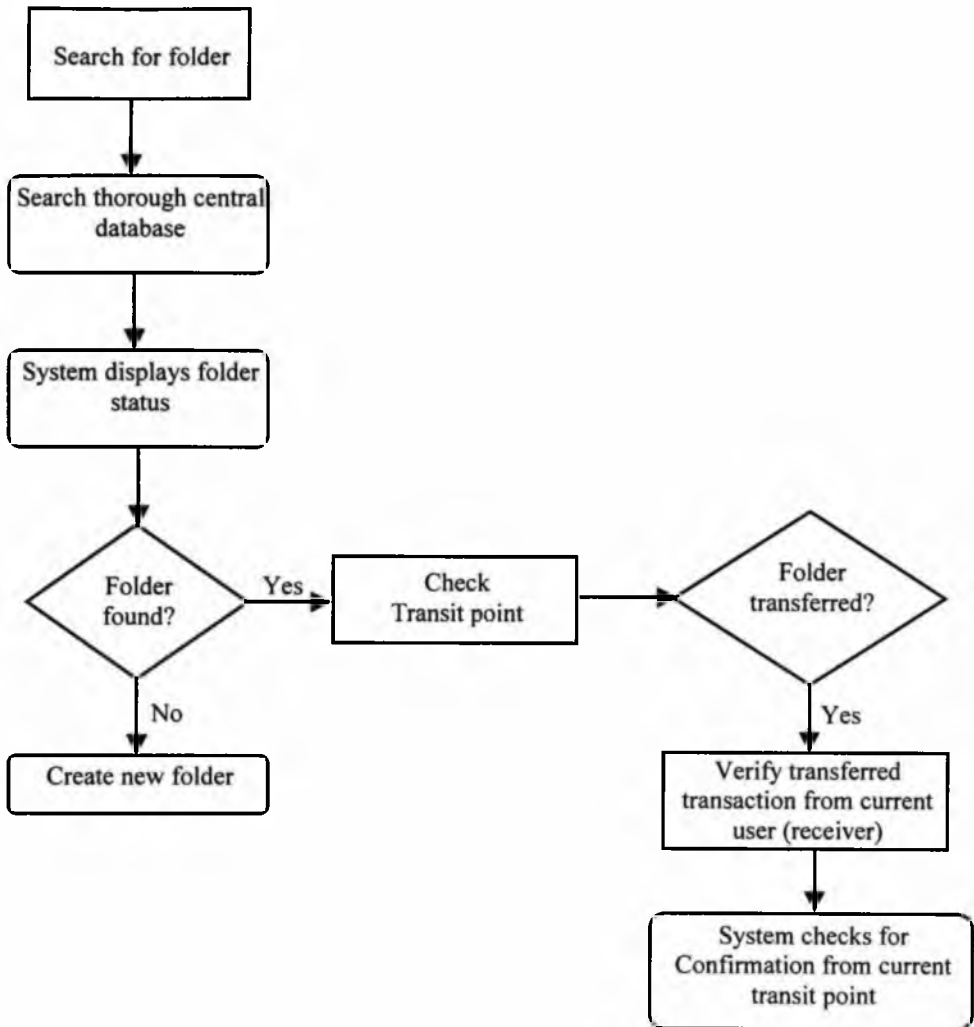 Search for folder
Search thorough central
database
System displays folder
status
Folder
found?
Yes
Check
Transit point
Folder
transferred?
No
Create new folder
Yes
Verify transferred
transaction from current
user (receiver)
System checks for
Confirmation from current
transit point